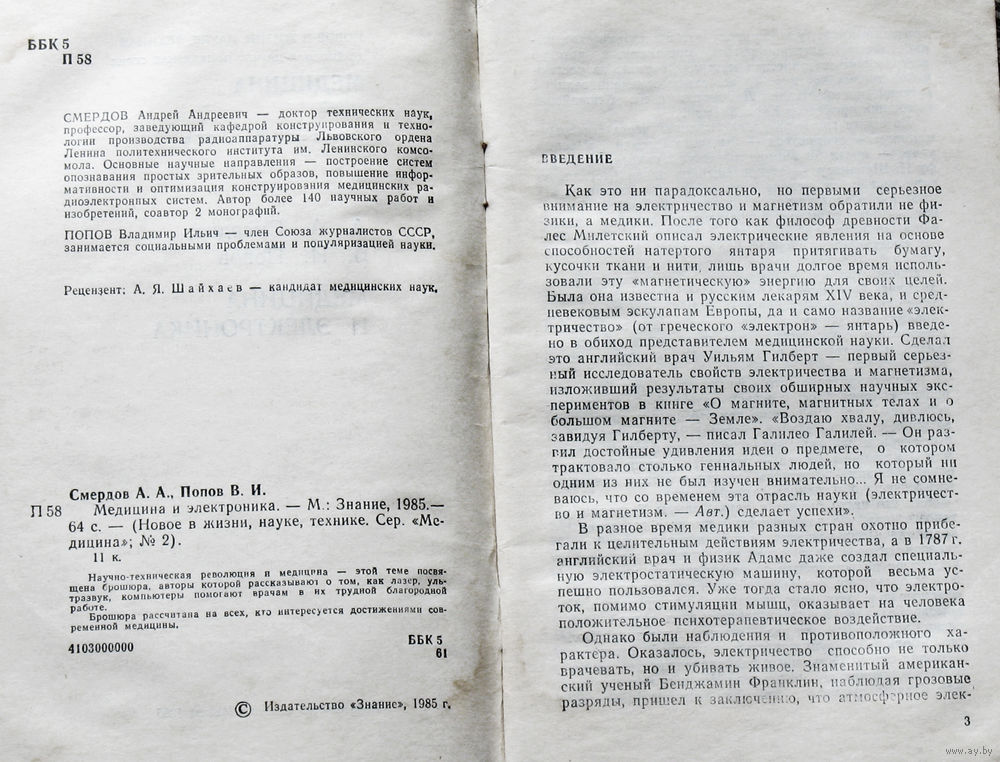 ББК 5
П 58
СМЕРДОВ Андрей Андреевич — доктор технических наук,
профессор, заведующий кафедрой конструирования и техно-
логии производства радиоаппаратуры Львовского ордена
Ленина политехнического института им. Ленинского комсо-
мола. Основные научные направления — построение систем
опознавания простых зрительных образов, повышение инфор-
мативности и оптимизация конструирования медицинских ра-
диоэлектронных систем. Автор более 140 научных работ и
изобретений, соавтор 2 монографий.
ПОПОВ Владимир Ильич — член Союза журналистов СССР,
занимается социальными проблемами и популяризацией науки.
Рецензент: А. Я. Шайхаев — кандидат медицинских наук.
Смердов А. А., Попов В. И.
П 58 Медицина и электроника. — М.: Знание, 1985.—
64 с. — (Новое в жизни, науке, технике. Сер. «Ме-
дицина»; № 2).
11 к.
Научно-техническая революция и медицина — этой теме посвя-
щена брошюра, авторы которой рассказывают о том, как лазер, уль-
тразвук, компьютеры помогают врачам в их трудной благородной
работе.
Брошюра рассчитана на всех, кто интересуется достижениями сов-
ременной медицины.
4103000000
ББК 5
61
© Издательство «Знание», 1985 г.
ВВЕДЕНИЕ
Как это ни парадоксально, но первыми серьезное
внимание на электричество и магнетизм обратили не фи-
зики, а медики. После того как философ древности Фа-
лес Милетский описал электрические явления на основе
способностей натертого янтаря притягивать бумагу,
кусочки ткани и нити, лишь врачи долгое время исполь-
зовали эту «магнетическую» энергию для своих целей.
Была она известна и русским лекарям XIV века, и сред-
невековым эскулапам Европы, да и само название «элек-
тричество» (от греческого «электрон» — янтарь) введе-
но в обиход представителем медицинской науки. Сделал
это английский врач Уильям Гилберт — первый серьез-
ный исследователь свойств электричества и магнетизма,
изложивший результаты своих обширных научных экс-
периментов в книге «О магните, магнитных телах и о
большом магните — Земле». «Воздаю хвалу, дивлюсь,
завидуя Гилберту, — писал Галилео Галилей. — Он раз-
вил достойные удивления идеи о предмете, о котором
трактовало столько гениальных людей, но который ни
одним из них не был изучен внимательно... Я не сомне-
ваюсь, что со временем эта отрасль науки (электричест-
во и магнетизм. — Авт.) сделает успехи».
В разное время медики разных стран охотно прибе-
гали к целительным действиям электричества, а в 1787 г.
английский врач и физик Адамс даже создал специаль-
ную электростатическую машину, которой весьма ус-
пешно пользовался. Уже тогда стало ясно, что электро-
ток, помимо стимуляции мышц, оказывает на человека
положительное психотерапевтическое воздействие.
Однако были наблюдения и противоположного ха-
рактера. Оказалось, электричество способно не только
врачевать, но и убивать живое. Знаменитый американ-
ский ученый Бенджамин Франклин, наблюдая грозовые
разряды, пришел к заключению, что атмосферное элек-
3
www.ay.by